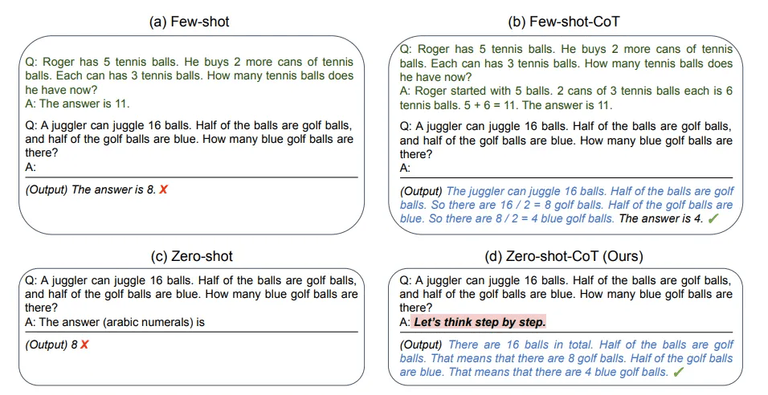 (a) Few-shot
Q: Roger has 5 tennis balls. He buys 2 more cans of tennis
balls. Each can has 3 tennis balls. How many tennis balls does
he have now?
A: The answer is 11.
Q: A juggler can juggle 16 balls. Half of the balls are golf balls,
and half of the golf balls are blue. How many blue golf balls are
there?
A:
(Output) The answer is 8. ✗
(b) Few-shot-CoT
Q: Roger has 5 tennis balls. He buys 2 more cans of tennis
balls. Each can has 3 tennis balls. How many tennis balls does
he have now?
A: Roger started with 5 balls. 2 cans of 3 tennis balls each is 6
tennis balls. 5 + 6 = 11. The answer is 11.
Q: A juggler can juggle 16 balls. Half of the balls are golf balls,
and half of the golf balls are blue. How many blue golf balls are
there?
A:
(Output) The juggler can juggle 16 balls. Half of the balls are golf
balls. So there are 16 / 2 = 8 golf balls. Half of the golf balls are
blue. So there are 8 / 2 = 4 blue golf balls. The answer is 4. ✓
(c) Zero-shot
Q: A juggler can juggle 16 balls. Half of the balls are golf balls,
and half of the golf balls are blue. How many blue golf balls are
there?
A: The answer (arabic numerals) is
(Output) 8 ✗
(d) Zero-shot-CoT (Ours)
Q: A juggler can juggle 16 balls. Half of the balls are golf balls,
and half of the golf balls are blue. How many blue golf balls are
there?
A: Let's think step by step.
(Output) There are 16 balls in total. Half of the balls are golf
balls. That means that there are 8 golf balls. Half of the golf balls
are blue. That means that there are 4 blue golf balls. ✓